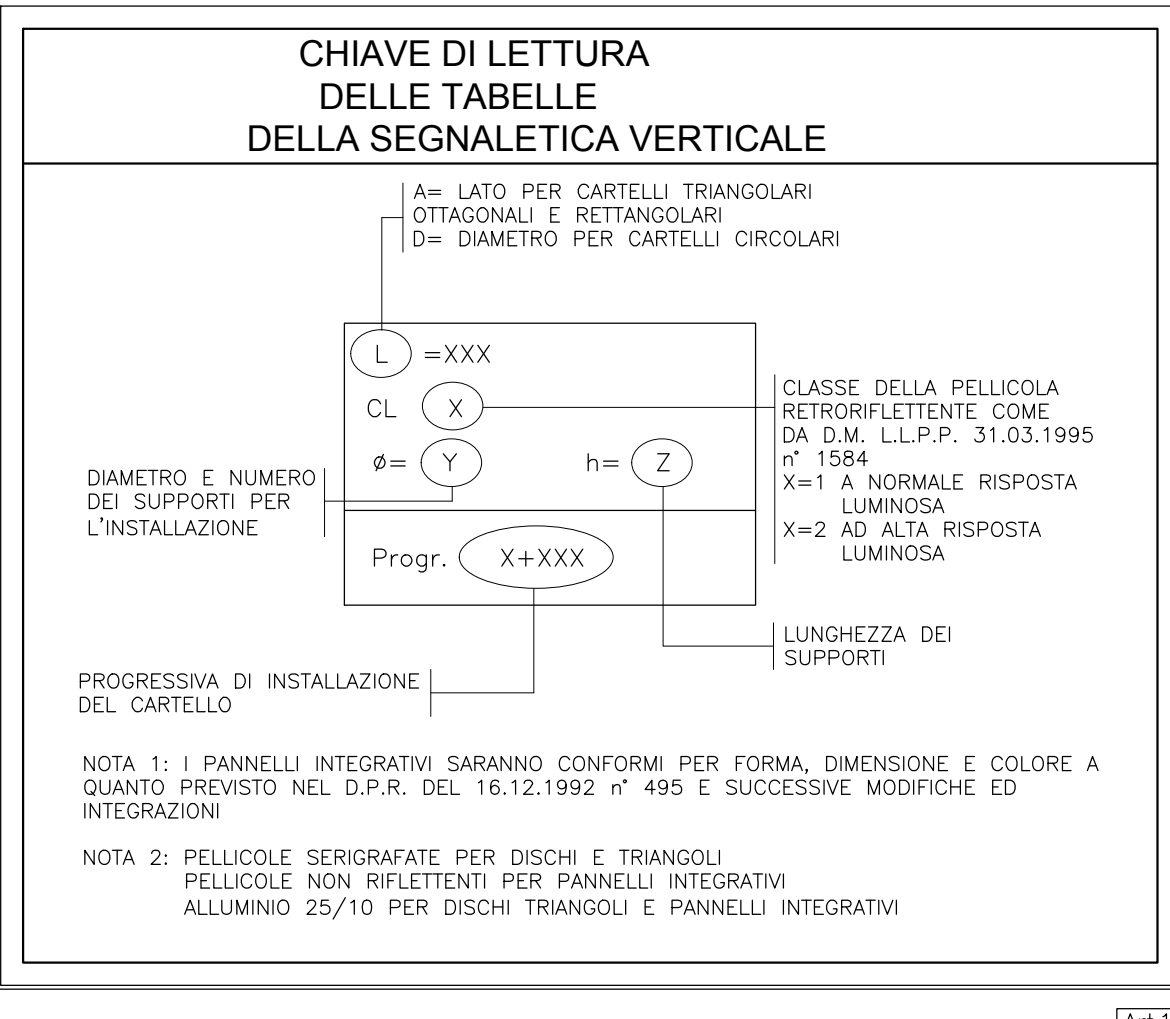 CHIAVE DI LETTURA
DELLE TABELLE
DELLA SEGNALETICA VERTICALE
A= LATO PER CARTELLI TRIANGOLARI
OTTAGONALI E RETTANGOLARI
D= DIAMETRO PER CARTELLI CIRCOLARI
L =XXX
CL X
ø= Y h= Z
Progr. X+XXX
CLASSE DELLA PELLICOLA
RETRORIFLETTENTE COME
DA D.M. L.L.P.P. 31.03.1995
n° 1584
X=1 A NORMALE RISPOSTA
LUMINOSA
X=2 AD ALTA RISPOSTA
LUMINOSA
DIAMETRO E NUMERO
DEI SUPPORTI PER
L'INSTALLAZIONE
LUNGHEZZA DEI
SUPPORTI
PROGRESSIVA DI INSTALLAZIONE
DEL CARTELLO
NOTA 1: I PANNELLI INTEGRATIVI SARANNO CONFORMI PER FORMA, DIMENSIONE E COLORE A
QUANTO PREVISTO NEL D.P.R. DEL 16.12.1992 n° 495 E SUCCESSIVE MODIFICHE ED
INTEGRAZIONI
NOTA 2: PELLICOLE SERIGRAFATE PER DISCHI E TRIANGOLI
PELLICOLE NON RIFLETTENTI PER PANNELLI INTEGRATIVI
ALLUMINIO 25/10 PER DISCHI TRIANGOLI E PANNELLI INTEGRATIVI